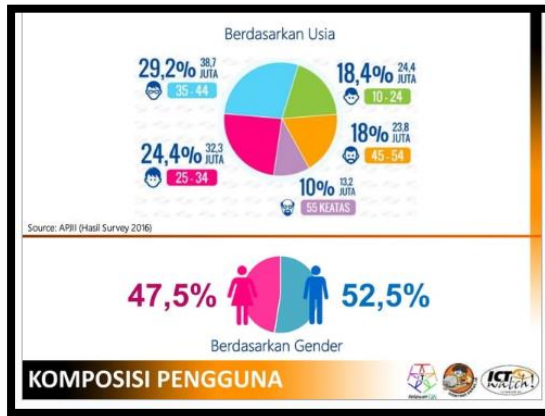 Berdasarkan Usia
29,2% 38,7 JUTA
35 - 44
18,4% 24,4 JUTA
10 - 24
24,4% 32,3 JUTA
25 - 34
18% 23,8 JUTA
45 - 54
10% 13,2 JUTA
55 KEATAS
Source: APJII (Hasil Survey 2016)
47,5%
52,5%
Berdasarkan Gender
KOMPOSISI PENGGUNA
ICT
watch!